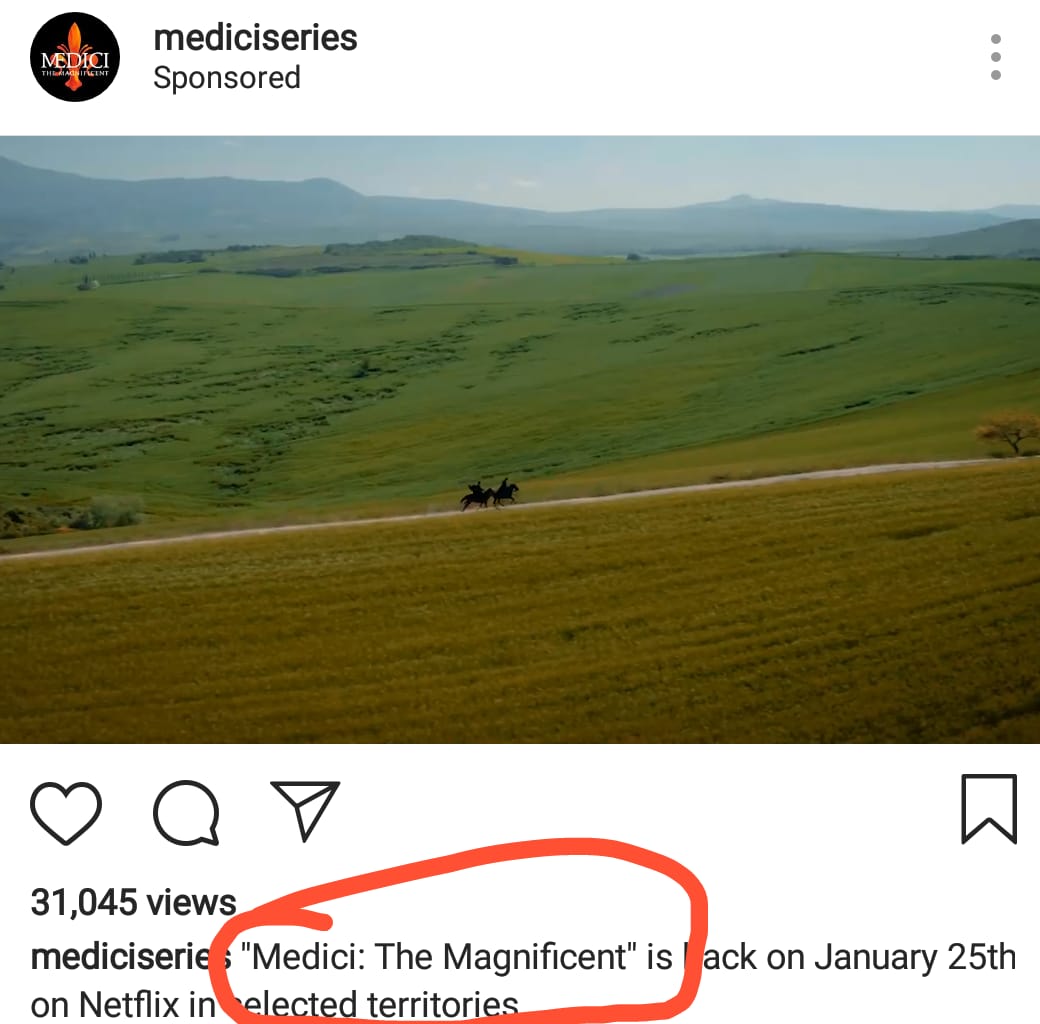 MEDICI
THE MAGNIFICENT
mediciseries
Sponsored
31,045 views
mediciseries "Medici: The Magnificent" is back on January 25th
on Netflix in selected territories